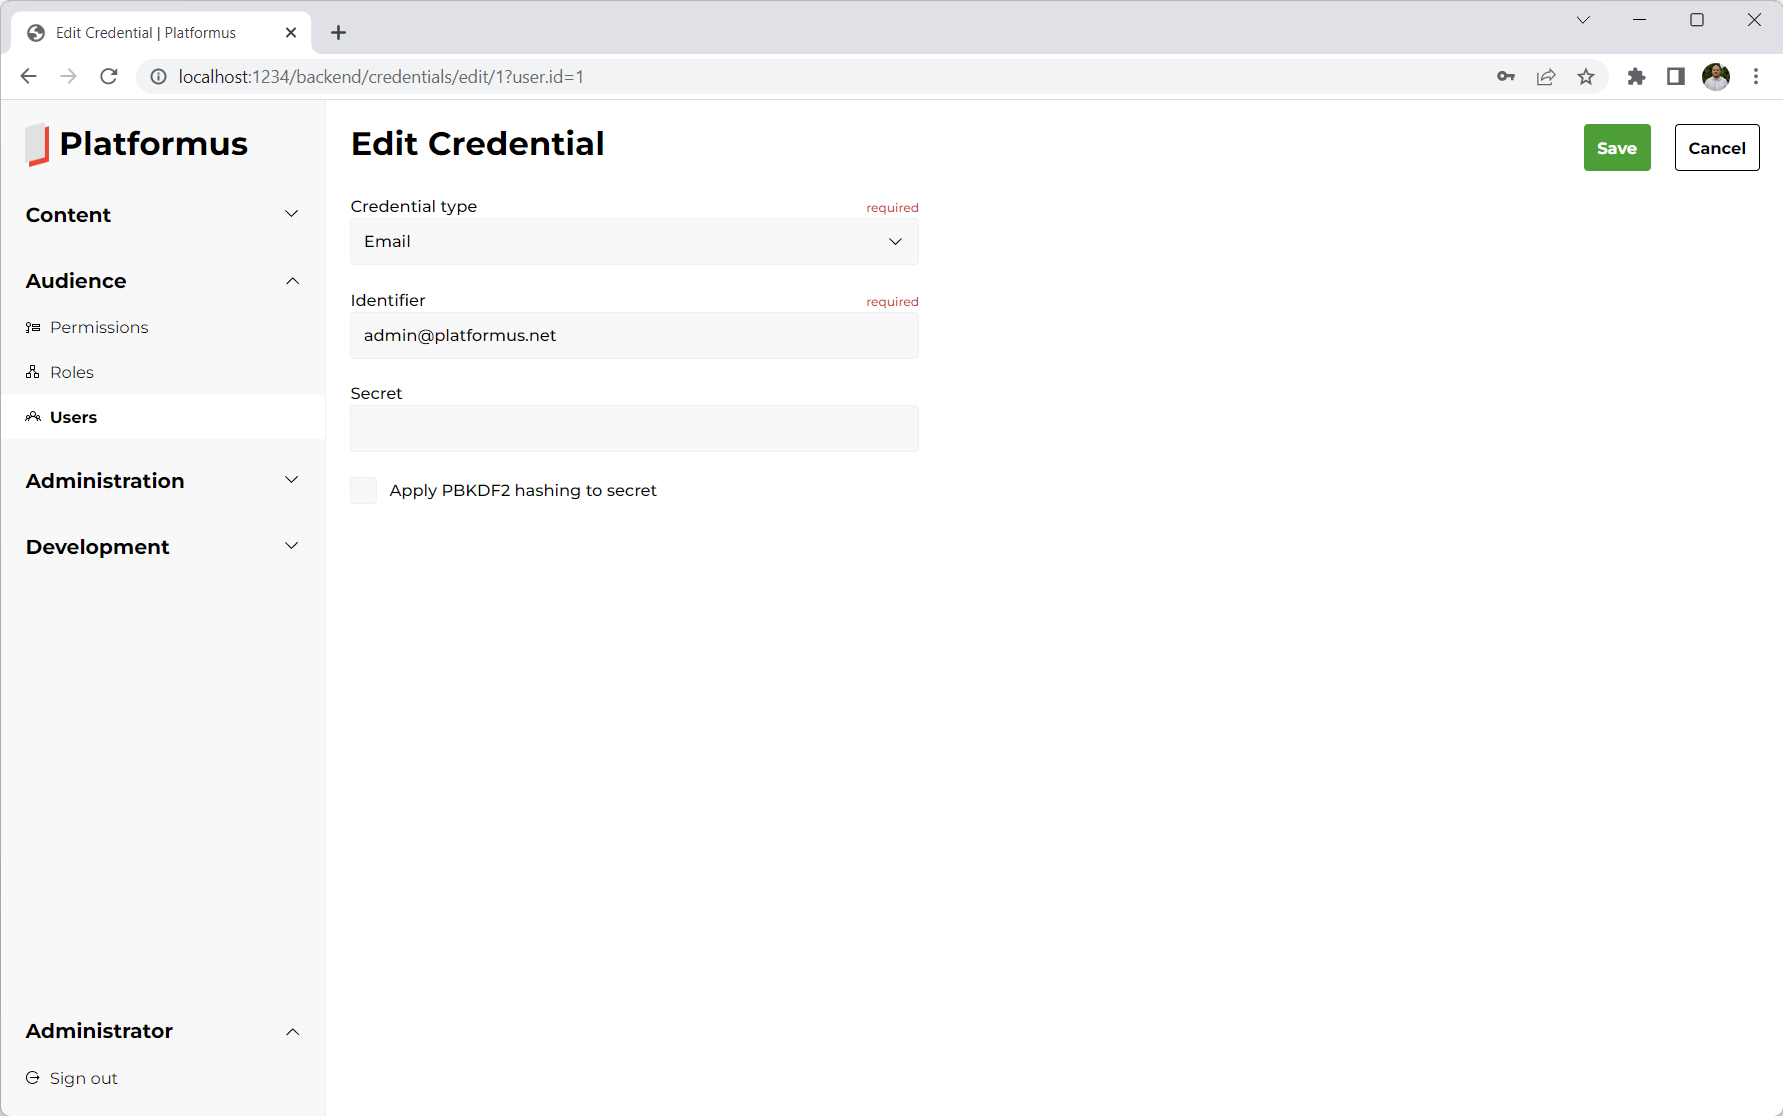 Edit Credential | Platformus
localhost:1234/backend/credentials/edit/1?user.id=1
Platformus
Content
Audience
Permissions
Roles
Users
Administration
Development
Administrator
Sign out
Edit Credential
Save
Cancel
Credential type
required
Email
Identifier
required
admin@platformus.net
Secret
Apply PBKDF2 hashing to secret